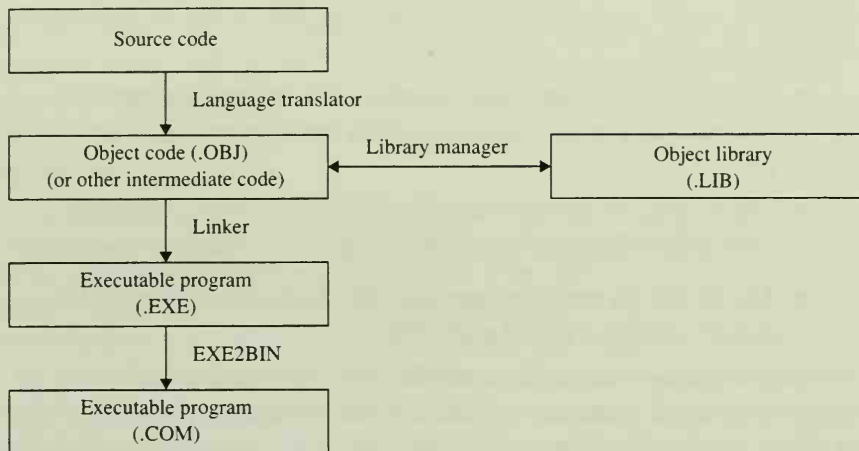 Source code
Language translator
Object code (.OBJ)
(or other intermediate code)
Library manager
Object library
(.LIB)
Linker
Executable program
(.EXE)
EXE2BIN
Executable program
(.COM)